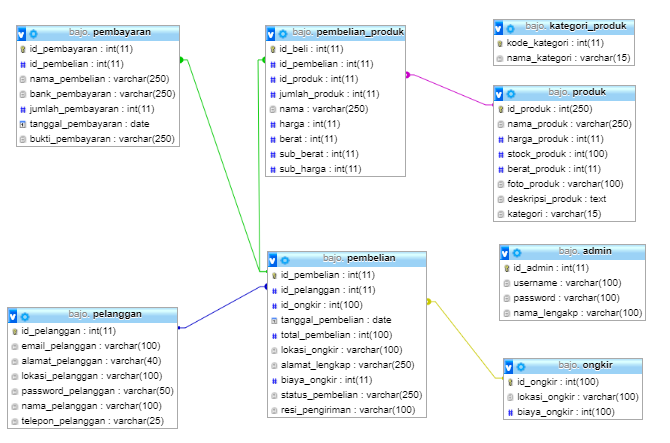 bajo. pembayaran
id_pembayaran : int(11)
id_pembelian : int(11)
nama_pembelian : varchar(250)
bank_pembayaran : varchar(250)
jumlah_pembayaran : int(11)
tanggal_pembayaran : date
bukti_pembayaran : varchar(250)
bajo. pembelian_produk
id_beli : int(11)
id_pembelian : int(11)
id_produk : int(11)
jumlah_produk : int(11)
nama : varchar(250)
harga : int(11)
berat : int(11)
sub_berat : int(11)
sub_harga : int(11)
bajo. kategori_produk
kode_kategori : int(11)
nama_kategori : varchar(15)
bajo. produk
id_produk : int(250)
nama_produk : varchar(250)
harga_produk : int(11)
stock_produk : int(100)
berat_produk : int(11)
foto_produk : varchar(100)
deskripsi_produk : text
kategori : varchar(15)
bajo. pelanggan
id_pelanggan : int(11)
email_pelanggan : varchar(100)
alamat_pelanggan : varchar(40)
lokasi_pelanggan : varchar(100)
password_pelanggan : varchar(50)
nama_pelanggan : varchar(100)
telepon_pelanggan : varchar(25)
bajo. pembelian
id_pembelian : int(11)
id_pelanggan : int(11)
id_ongkir : int(100)
tanggal_pembelian : date
total_pembelian : int(100)
lokasi_ongkir : varchar(100)
alamat_lengkap : varchar(250)
biaya_ongkir : int(11)
status_pembelian : varchar(250)
resi_pengiriman : varchar(100)
bajo. admin
id_admin : int(11)
username : varchar(100)
password : varchar(100)
nama_lengakp : varchar(100)
bajo. ongkir
id_ongkir : int(100)
lokasi_ongkir : varchar(100)
biaya_ongkir : int(100)